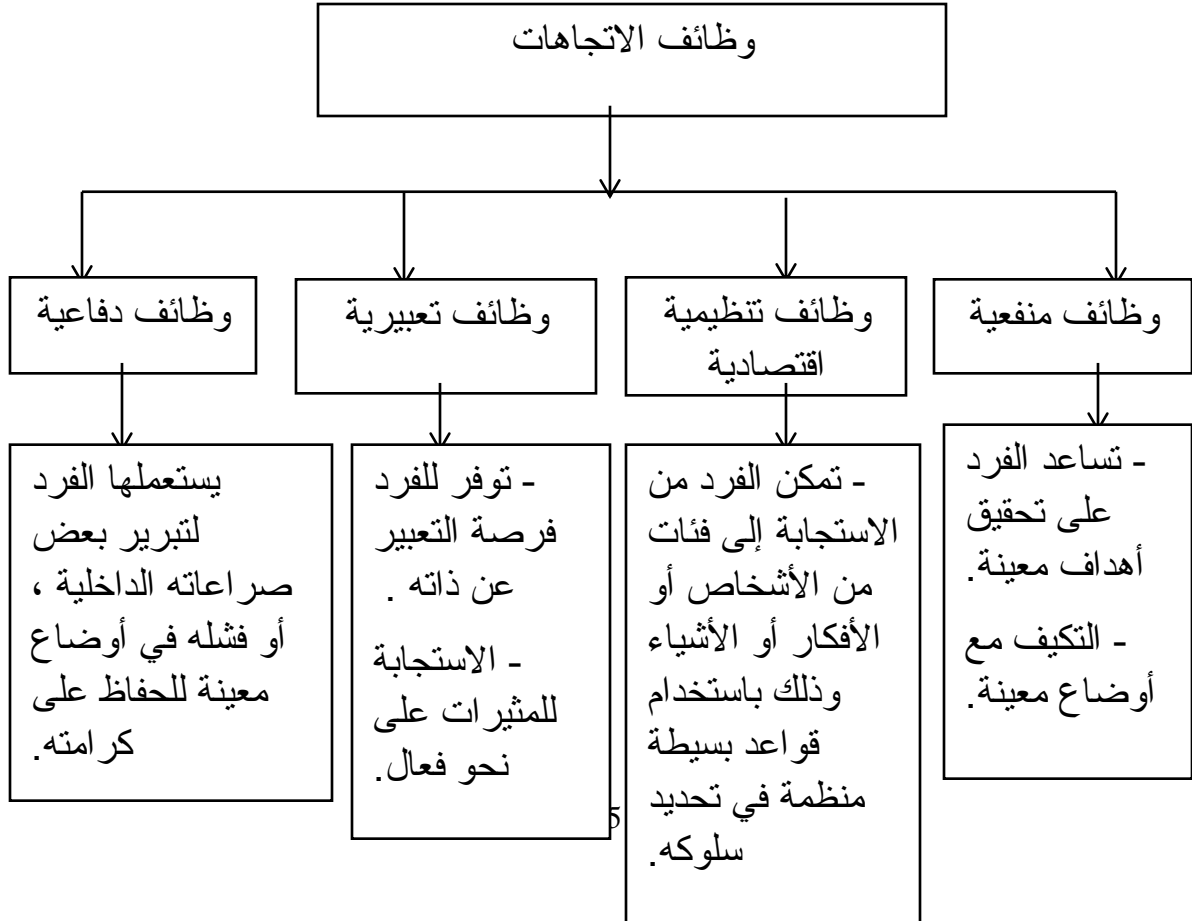 وظائف الاتجاهات
وظائف منفعية
وظائف تنظيمية
اقتصادية
وظائف تعبيرية
وظائف دفاعية
- تساعد الفرد
على تحقيق
أهداف معينة.
- التكيف مع
أوضاع معينة.
- تمكن الفرد من
الاستجابة إلى فئات
من الأشخاص أو
الأفكار أو الأشياء
وذلك باستخدام
قواعد بسيطة
منظمة في تحديد
سلوكه.
- توفر للفرد
فرصة التعبير
عن ذاته .
- الاستجابة
للمثيرات على
نحو فعال.
يستعملها الفرد
لتبرير بعض
صراعاته الداخلية ،
أو فشله في أوضاع
معينة للحفاظ على
كرامته.
5